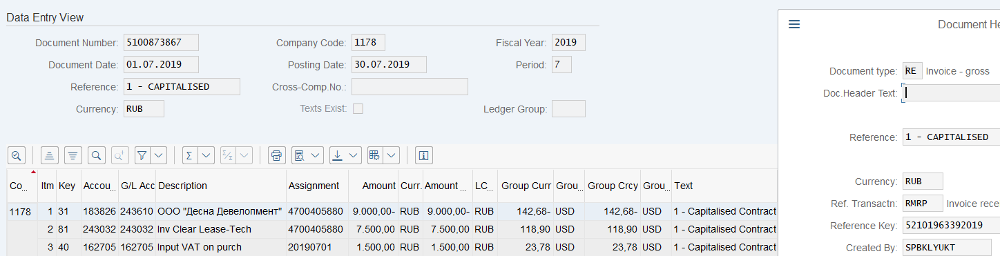 Data Entry View
Document He
Document Number: 5100873867 Company Code: 1178 Fiscal Year: 2019
Document Date: 01.07.2019 Posting Date: 30.07.2019 Period: 7
Document type: RE Invoice - gross
Reference: 1 - CAPITALISED Cross-Comp.No.:
Doc.Header Text:
Currency: RUB Texts Exist: Ledger Group:
Reference: 1 - CAPITALISED
Co... Itm Key Accou... G/L Acc Description Assignment Amount Curr. Amount ... LC... Group Curr Grou... Group Crcy Grou... Text
Currency: RUB
1178 1 31 183826 243610 ООО "Десна Девелопмент" 4700405880 9.000,00- RUB 9.000,00- RUB 142,68- USD 142,68- USD 1 - Capitalised Contract
Ref. Transactn: RMRP Invoice rece
2 81 243032 243032 Inv Clear Lease-Tech 4700405880 7.500,00 RUB 7.500,00 RUB 118,90 USD 118,90 USD 1 - Capitalised Contract
Reference Key: 52101963392019
3 40 162705 162705 Input VAT on purch 20190701 1.500,00 RUB 1.500,00 RUB 23,78 USD 23,78 USD 1 - Capitalised Contract
Created By: SPBKLYUKT